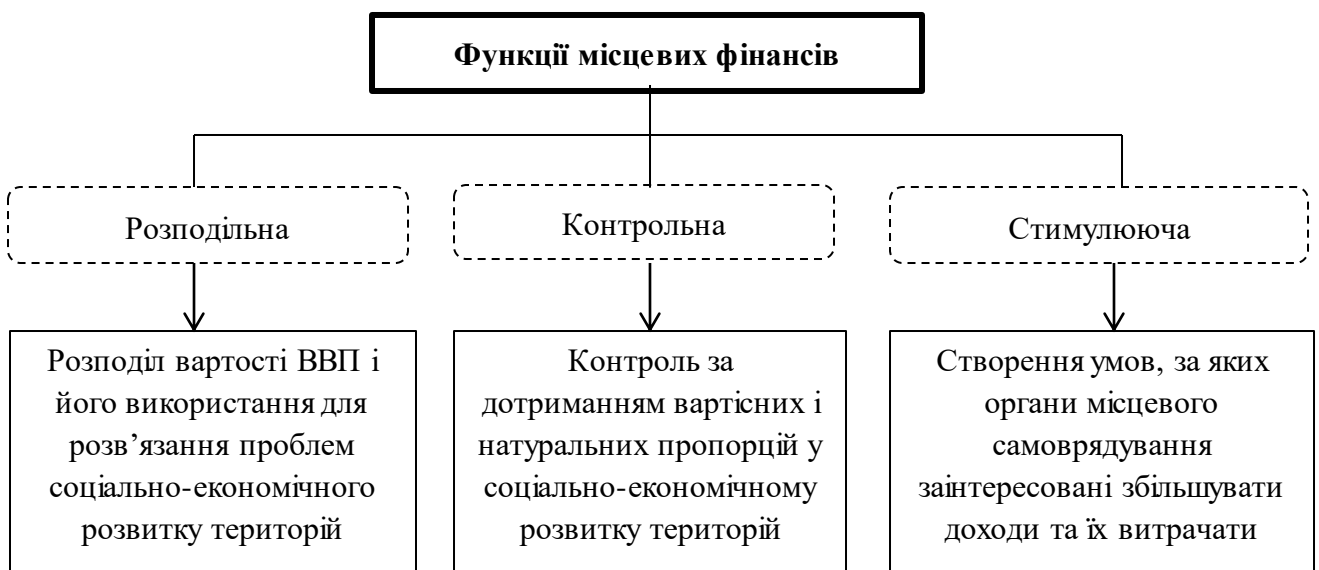 Функції місцевих фінансів
Розподільна
Контрольна
Стимулююча
Розподіл вартості ВВП і
його використання для
розв’язання проблем
соціально-економічного
розвитку територій
Контроль за
дотриманням вартісних і
натуральних пропорцій у
соціально-економічному
розвитку територій
Створення умов, за яких
органи місцевого
самоврядування
заінтересовані збільшувати
доходи та їх витрачати